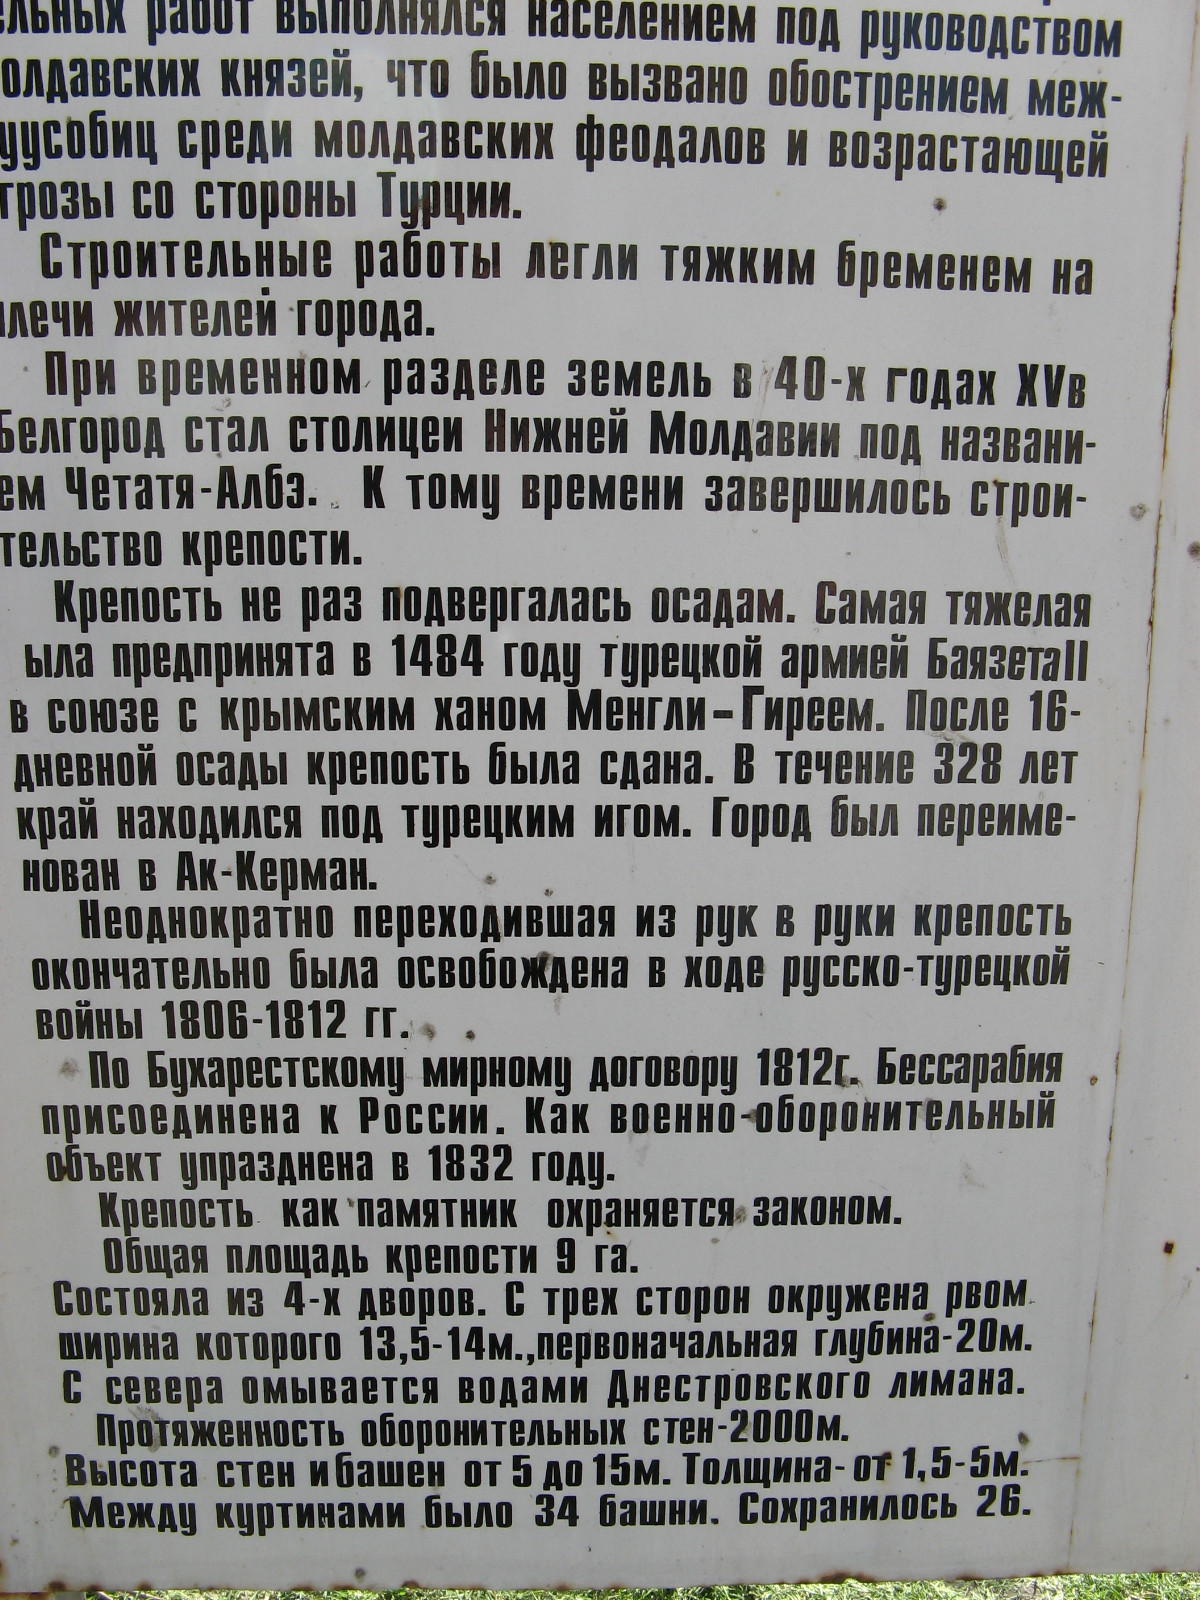 ельных работ выполнялся населением под руководством
олдавских князей, что было вызвано обострением меж-
уусобиц среди молдавских феодалов и возрастающей
грозы со стороны Турции.
Строительные работы легли тяжким бременем на
лечи жителей города.
При временном разделе земель в 40-х годах XVв
Белгород стал столицеи Нижней Молдавии под названи-
ем Четатя-Албэ. К тому времени завершилось строи-
тельство крепости.
Крепость не раз подвергалась осадам. Самая тяжелая
ыла предпринята в 1484 году турецкой армией БаязетаII
в союзе с крымским ханом Менгли-Гиреем. После 16-
дневной осады крепость была сдана. В течение 328 лет
край находился под турецким игом. Город был переиме-
нован в Ак-Керман.
Неоднократно переходившая из рук в руки крепость
окончательно была освобождена в ходе русско-турецкой
войны 1806-1812 гг.
По Бухарестскому мирному договору 1812г. Бессарабия
присоединена к России. Как военно-оборонительный
объект упразднена в 1832 году.
Крепость как памятник охраняется законом.
Общая площадь крепости 9 га.
Состояла из 4-х дворов. С трех сторон окружена рвом
ширина которого 13,5-14м.,первоначальная глубина-20м.
С севера омывается водами Днестровского лимана.
Протяженность оборонительных стен-2000м.
Высота стен и башен от 5 до 15м. Толщина- от 1,5-5м.
Между куртинами было 34 башни. Сохранилось 26.